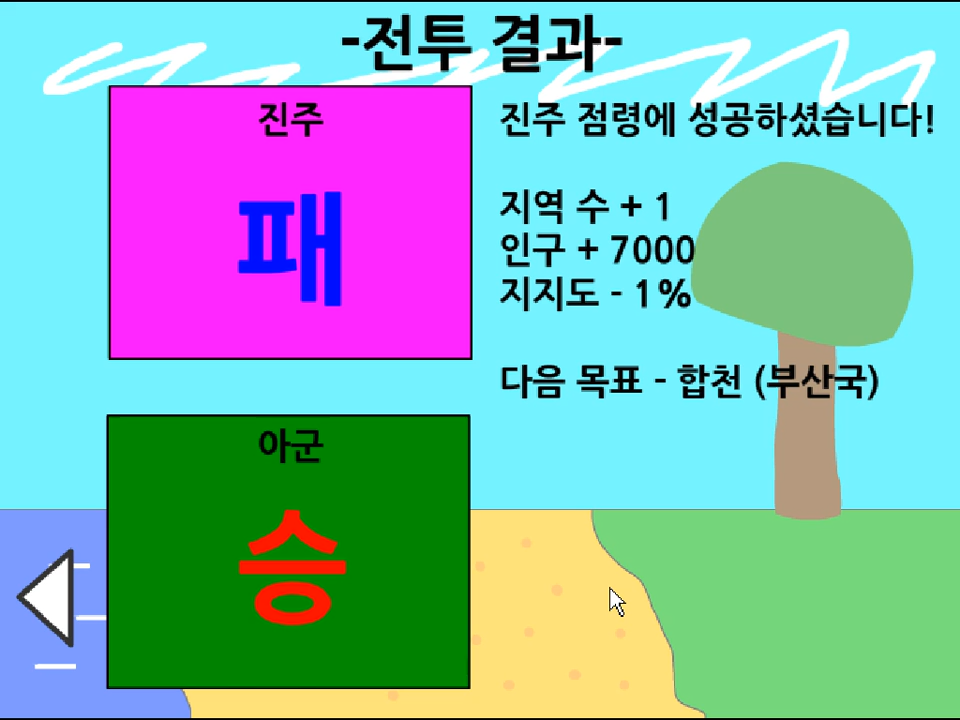 -전투 결과-
진주
패
진주 점령에 성공하셨습니다!
지역 수 + 1
인구 + 7000
지지도 - 1%
다음 목표 - 합천 (부산국)
아군
승